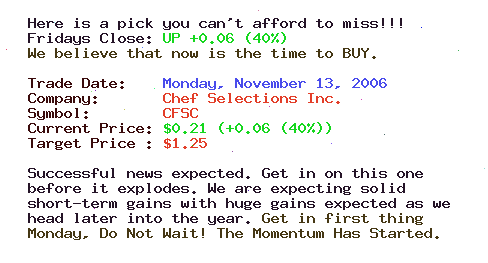 Here is a pick you can't afford to miss!!!
Fridays Close: UP +0.06 (40%)
We believe that now is the time to BUY.
Trade Date: Monday, November 13, 2006
Company: Chef Selections Inc.
Symbol: CFSC
Current Price: $0.21 (+0.06 (40%))
Target Price : $1.25
Successful news expected. Get in on this one
before it explodes. We are expecting solid
short-term gains with huge gains expected as we
head later into the year. Get in first thing
Monday, Do Not Wait! The Momentum Has Started.